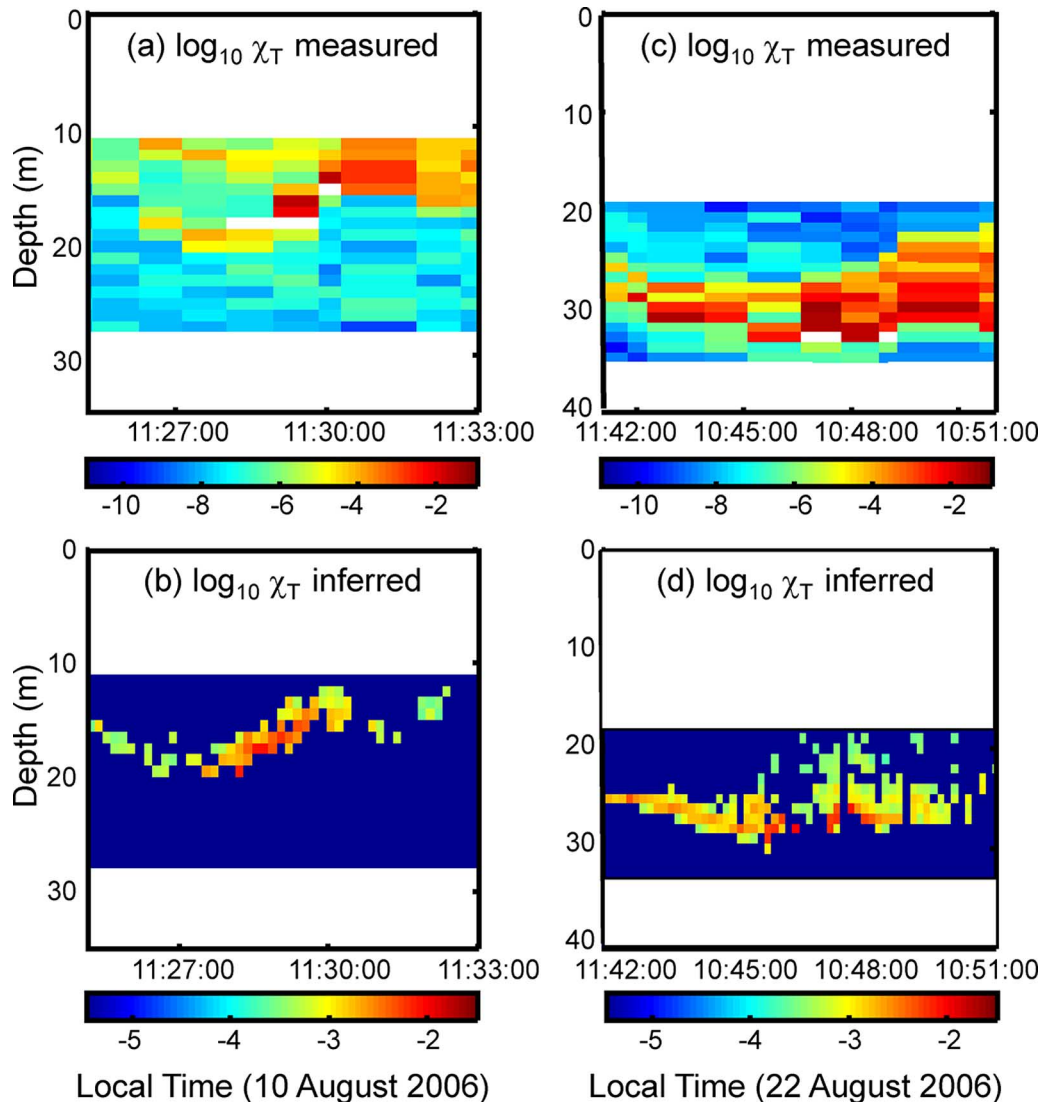 (a) log₁₀ χT measured
0
10
20
30
Depth (m)
11:27:00 11:30:00 11:33:00
-10 -8 -6 -4 -2
(c) log₁₀ χT measured
0
10
20
30
40
11:42:00 10:45:00 10:48:00 10:51:00
-10 -8 -6 -4 -2
(b) log₁₀ χT inferred
0
10
20
30
Depth (m)
11:27:00 11:30:00 11:33:00
-5 -4 -3 -2
Local Time (10 August 2006)
(d) log₁₀ χT inferred
0
10
20
30
40
11:42:00 10:45:00 10:48:00 10:51:00
-5 -4 -3 -2
Local Time (22 August 2006)